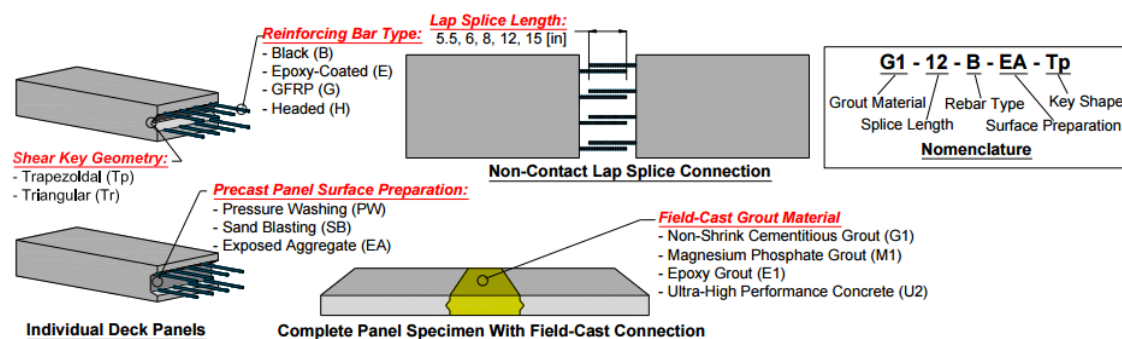 Reinforcing Bar Type:
- Black (B)
- Epoxy-Coated (E)
- GFRP (G)
- Headed (H)
Lap Splice Length:
5.5, 6, 8, 12, 15 [in]
G1 - 12 - B - EA - Tp
Grout Material
Splice Length
Rebar Type
Surface Preparation
Key Shape
Nomenclature
Shear Key Geometry:
- Trapezoidal (Tp)
- Triangular (Tr)
Non-Contact Lap Splice Connection
Precast Panel Surface Preparation:
- Pressure Washing (PW)
- Sand Blasting (SB)
- Exposed Aggregate (EA)
Field-Cast Grout Material
- Non-Shrink Cementitious Grout (G1)
- Magnesium Phosphate Grout (M1)
- Epoxy Grout (E1)
- Ultra-High Performance Concrete (U2)
Individual Deck Panels
Complete Panel Specimen With Field-Cast Connection